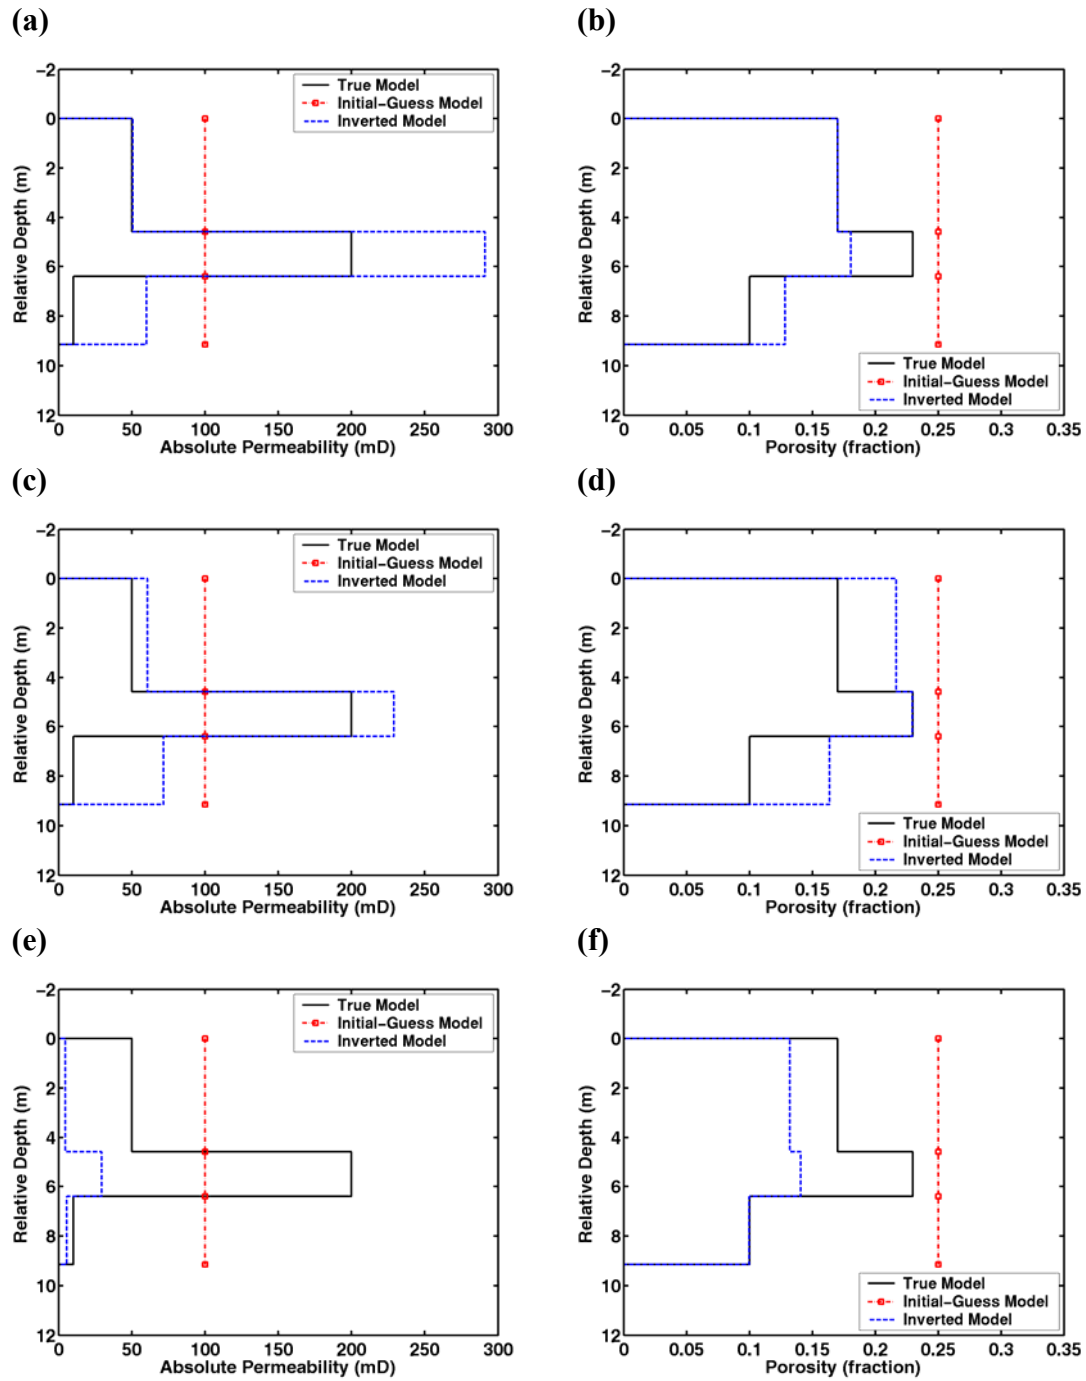 (a)
−2
0
2
4
6
8
10
12
Relative Depth (m)
True Model
Initial−Guess Model
Inverted Model
0 50 100 150 200 250 300
Absolute Permeability (mD)
(b)
−2
0
2
4
6
8
10
12
Relative Depth (m)
True Model
Initial−Guess Model
Inverted Model
0 0.05 0.1 0.15 0.2 0.25 0.3 0.35
Porosity (fraction)
(c)
−2
0
2
4
6
8
10
12
Relative Depth (m)
True Model
Initial−Guess Model
Inverted Model
0 50 100 150 200 250 300
Absolute Permeability (mD)
(d)
−2
0
2
4
6
8
10
12
Relative Depth (m)
True Model
Initial−Guess Model
Inverted Model
0 0.05 0.1 0.15 0.2 0.25 0.3 0.35
Porosity (fraction)
(e)
−2
0
2
4
6
8
10
12
Relative Depth (m)
True Model
Initial−Guess Model
Inverted Model
0 50 100 150 200 250 300
Absolute Permeability (mD)
(f)
−2
0
2
4
6
8
10
12
Relative Depth (m)
True Model
Initial−Guess Model
Inverted Model
0 0.05 0.1 0.15 0.2 0.25 0.3 0.35
Porosity (fraction)